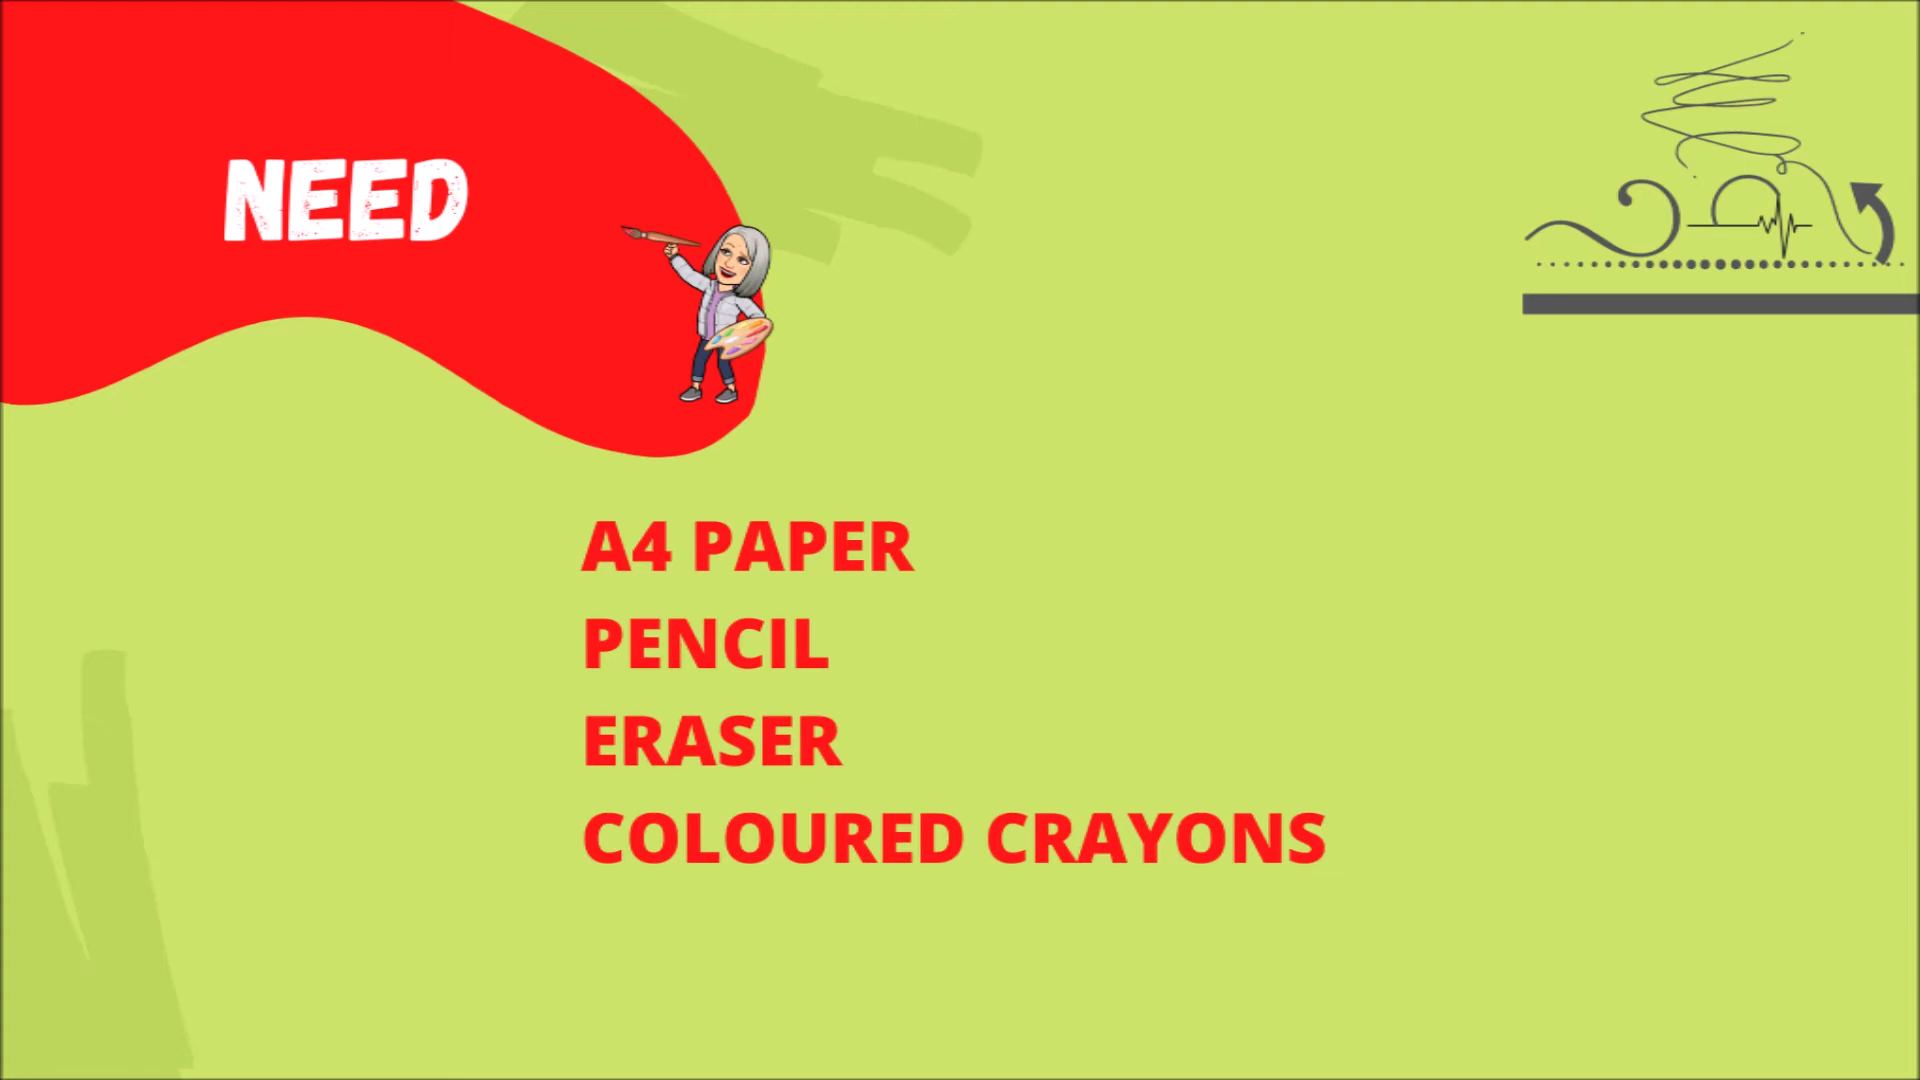 NEED
A4 PAPER
PENCIL
ERASER
COLOURED CRAYONS